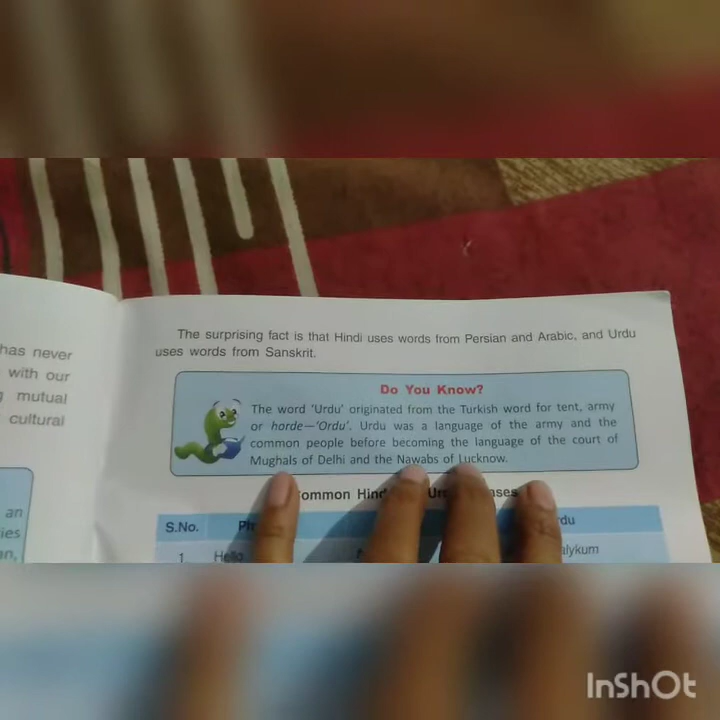 has never
with our
mutual
cultural
an
The surprising fact is that Hindi uses words from Persian and Arabic, and Urdu
uses words from Sanskrit.
Do You Know?
The word 'Urdu' originated from the Turkish word for tent, army
or horde—'Ordu'. Urdu was a language of the army and the
common people before becoming the language of the court of
Mughals of Delhi and the Nawabs of Lucknow.
S.No.
1 Hello
InShOt